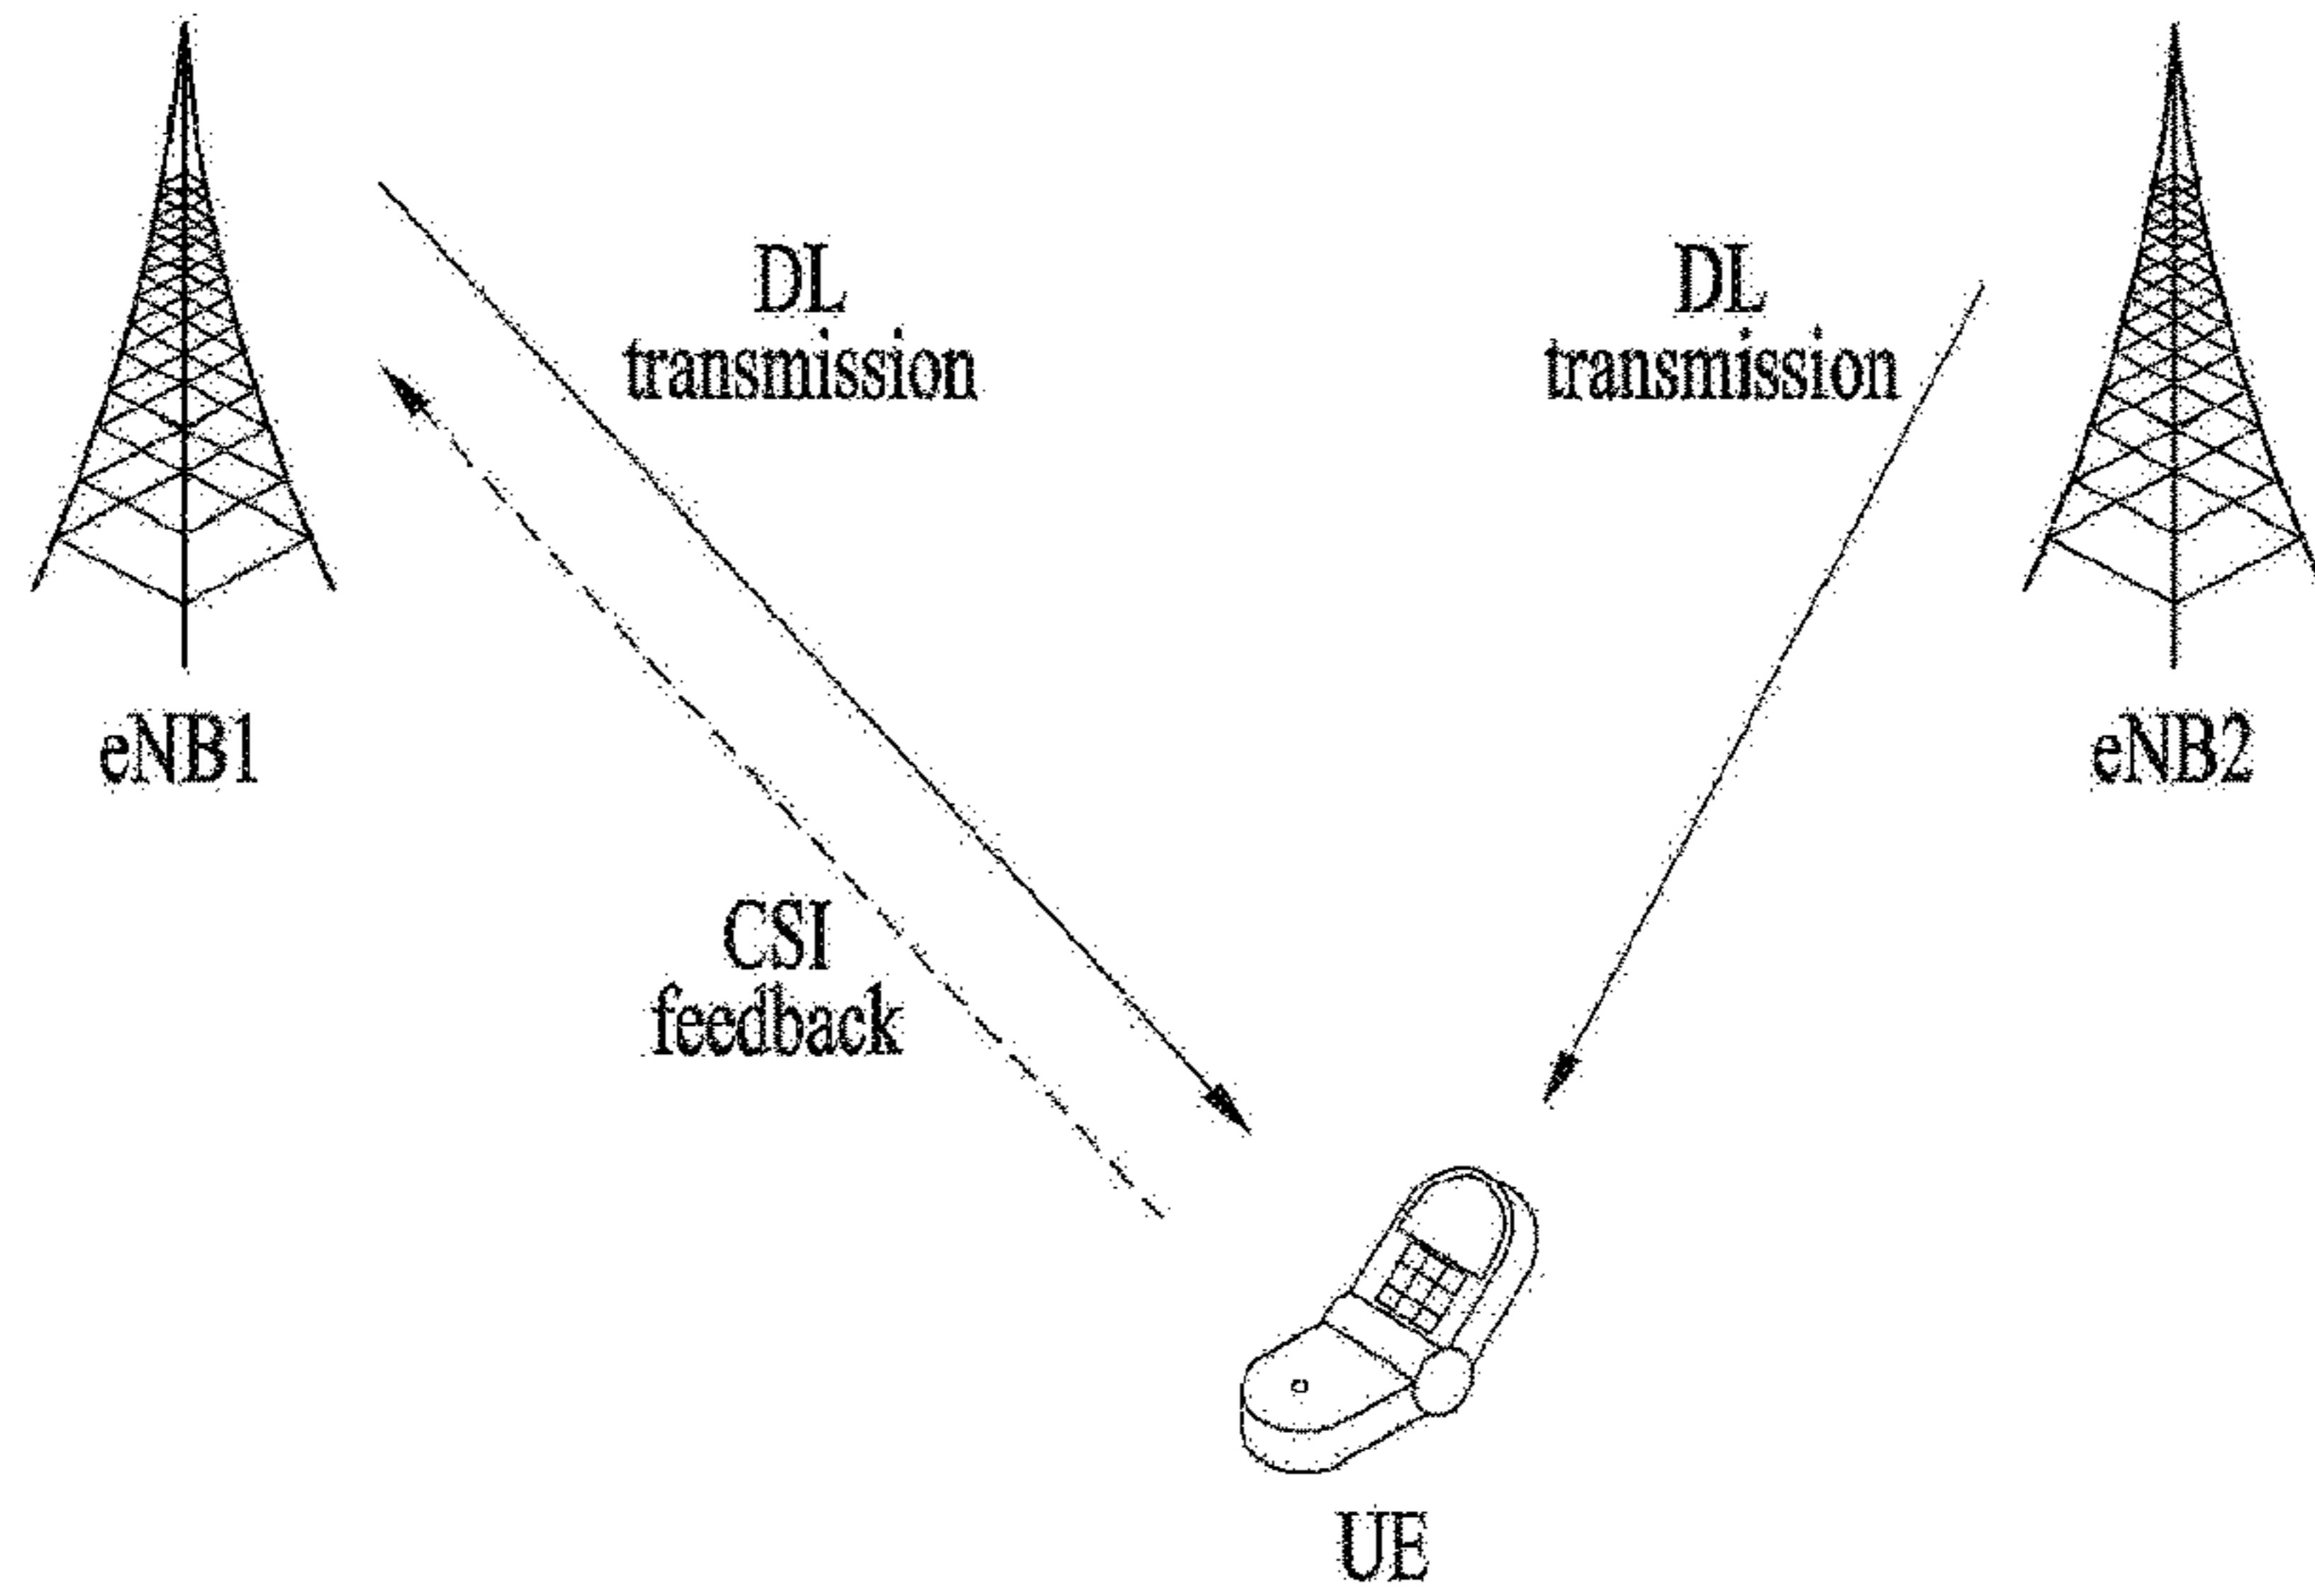 DL
transmission
DL
transmission
eNB1
eNB2
CSI
feedback
UE